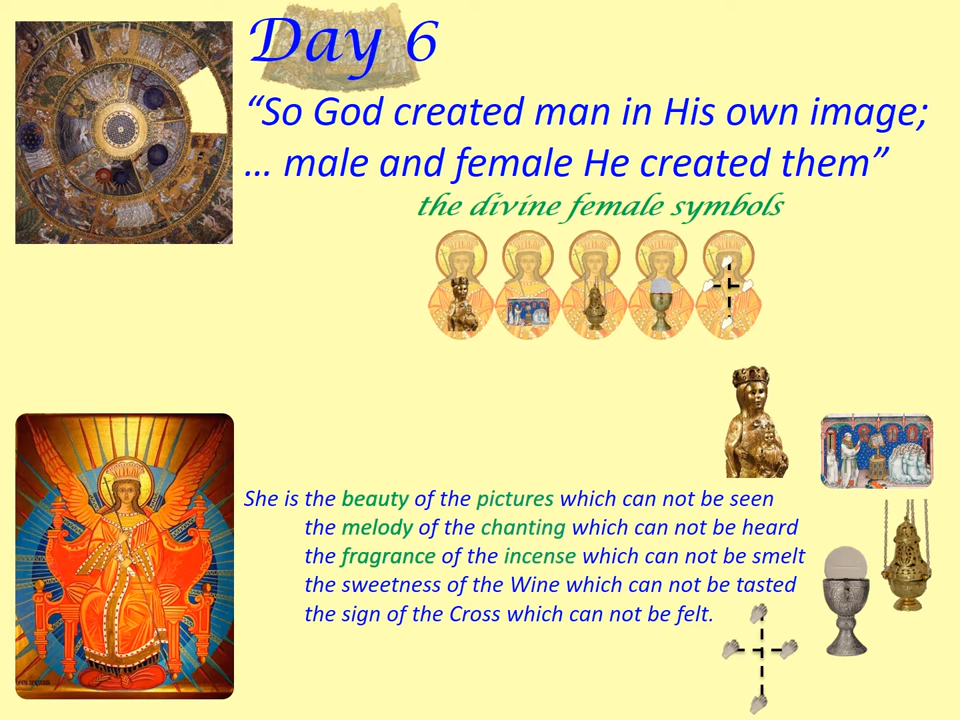 Day 6
“So God created man in His own image;
... male and female He created them”
the divine female symbols
She is the beauty of the pictures which can not be seen
the melody of the chanting which can not be heard
the fragrance of the incense which can not be smelt
the sweetness of the Wine which can not be tasted
the sign of the Cross which can not be felt.